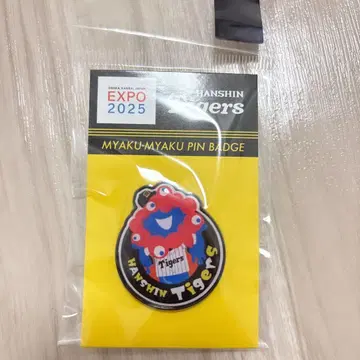 OSAKA, KANSAI, JAPAN
EXPO
2025
HANSHIN
Tigers
MYAKU-MYAKU PIN BADGE
Tigers
HANSHIN Tigers